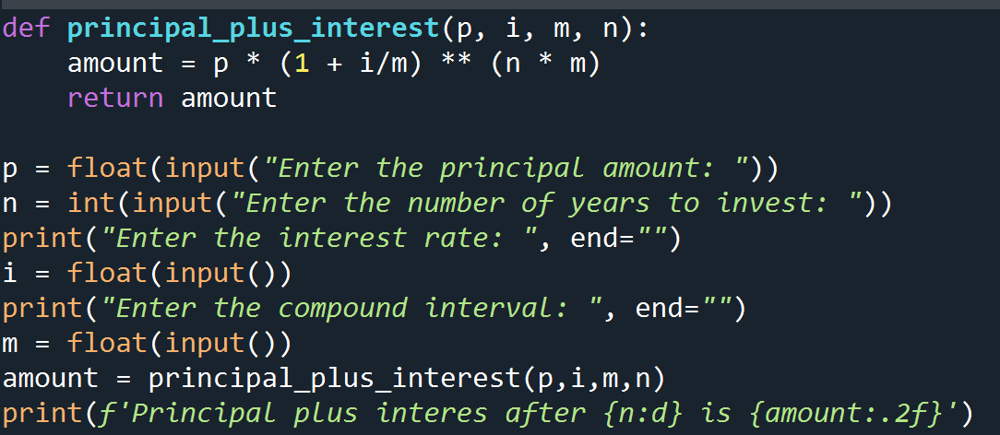 def principal_plus_interest(p, i, m, n):
    amount = p * (1 + i/m) ** (n * m)
    return amount
p = float(input("Enter the principal amount: "))
n = int(input("Enter the number of years to invest: "))
print("Enter the interest rate: ", end="")
i = float(input())
print("Enter the compound interval: ", end="")
m = float(input())
amount = principal_plus_interest(p,i,m,n)
print(f'Principal plus interes after {n:d} is {amount:.2f}')